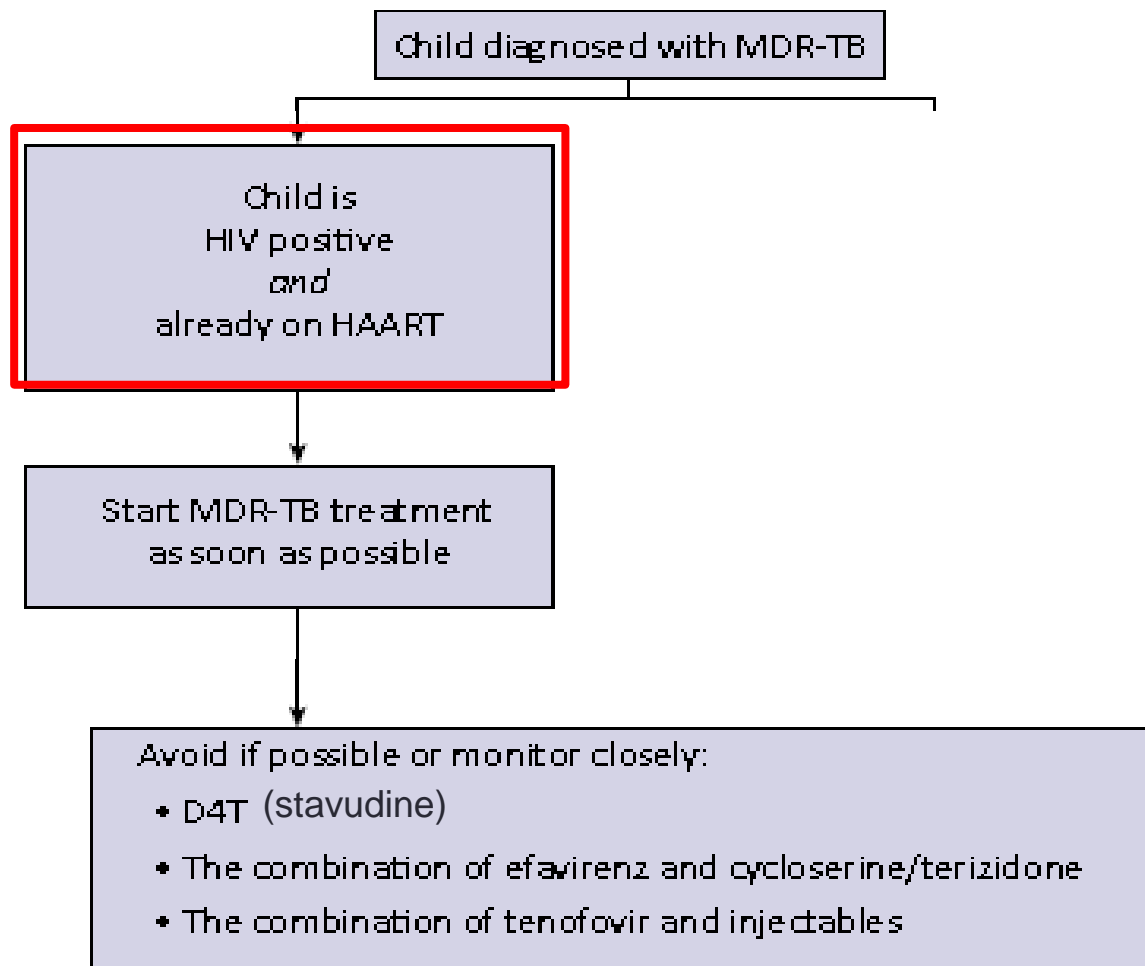 Child diagnosed with MDR-TB
Child is
HIV positive
and
already on HAART
Start MDR-TB treatment
as soon as possible
Avoid if possible or monitor closely:
• D4T (stavudine)
• The combination of efavirenz and cycloserine/terizidone
• The combination of tenofovir and injectables